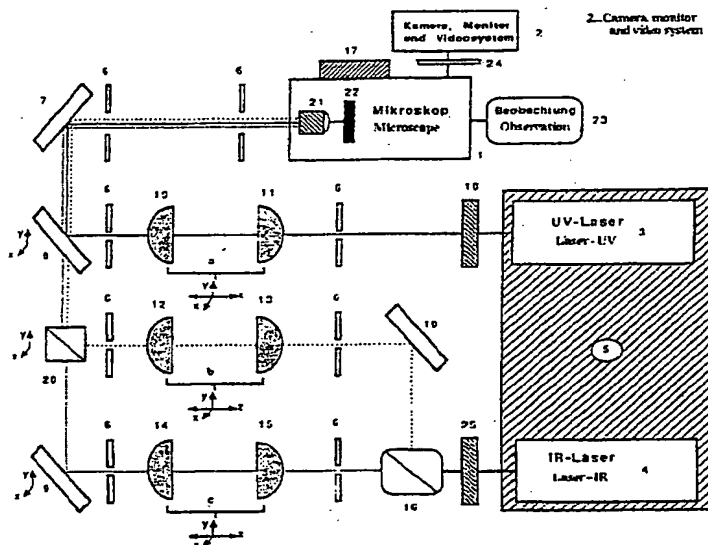 Kamera, Monitor
und Videosystem
2
2 Camera, monitor
and video system
17
24
6
6
7
21
22
Mikroskop
Microscope
Beobachtung
Observation
23
1
6
10
11
6
18
UV-Laser
Laser-UV
3
y
x
8
a
y
x
z
6
12
13
6
19
y
x
20
b
y
x
z
5
6
14
15
6
25
IR-Laser
Laser-IR
4
y
x
9
c
y
x
z
16